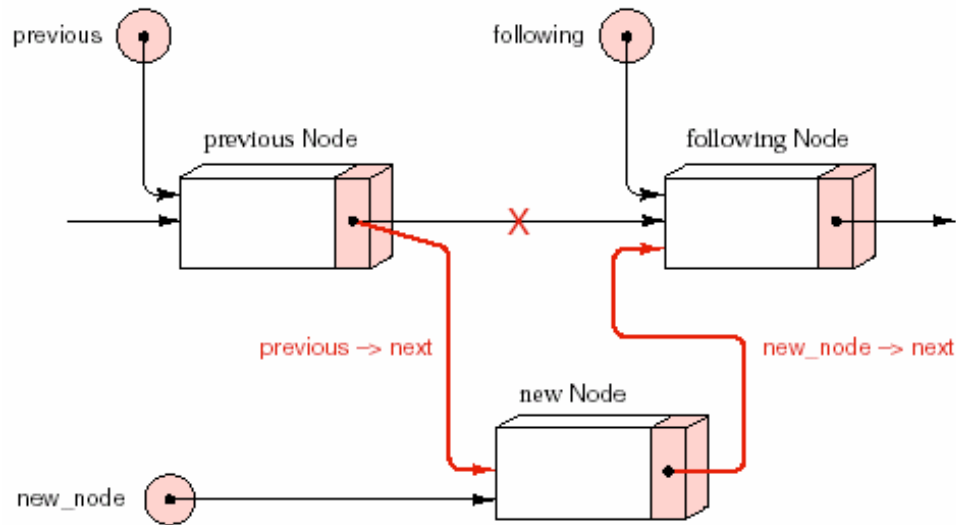 previous
following
previous Node
following Node
X
previous –> next
new_node –> next
new Node
new_node